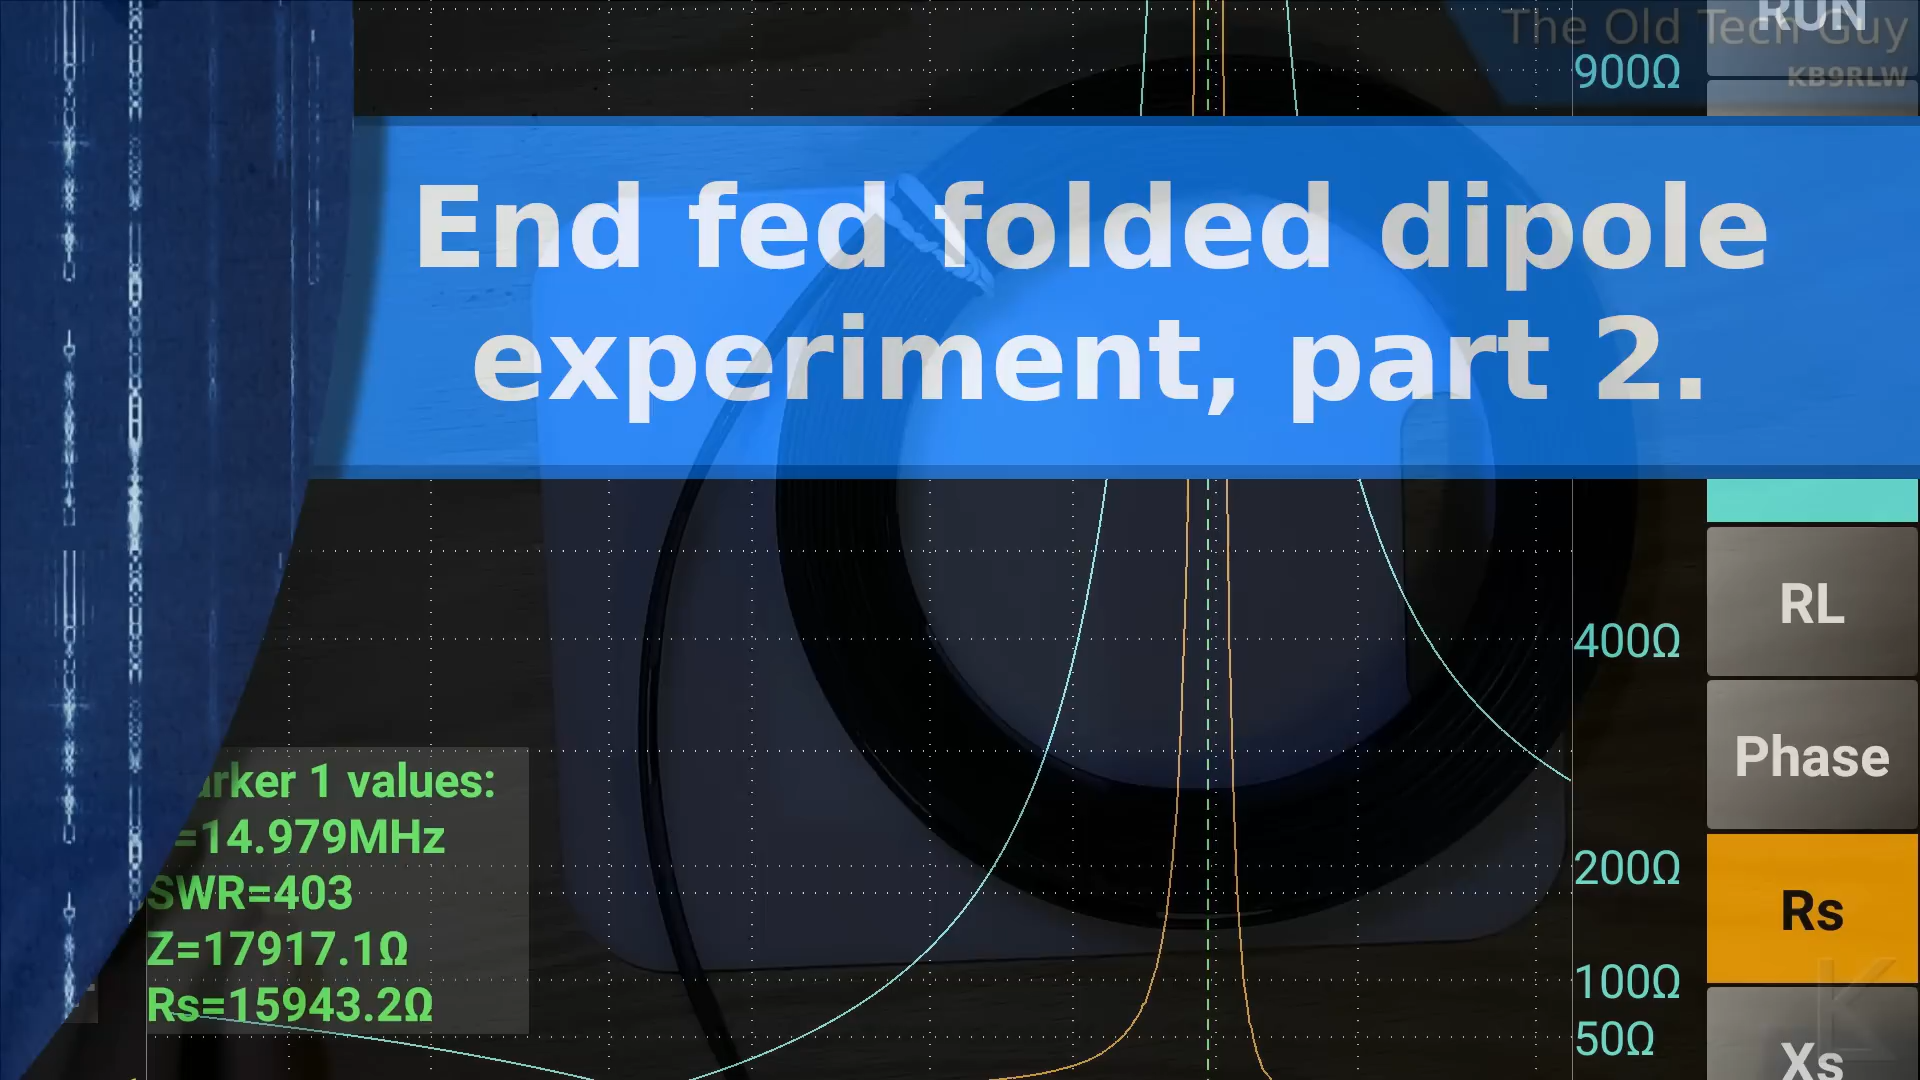 The Old Tech Guy
KB9RLW
RUN
900Ω
End fed folded dipole
experiment, part 2.
RL
400Ω
Phase
arker 1 values:
=14.979MHz
200Ω
SWR=403
Rs
Z=17917.1Ω
100Ω
Rs=15943.2Ω
50Ω
Xs
K